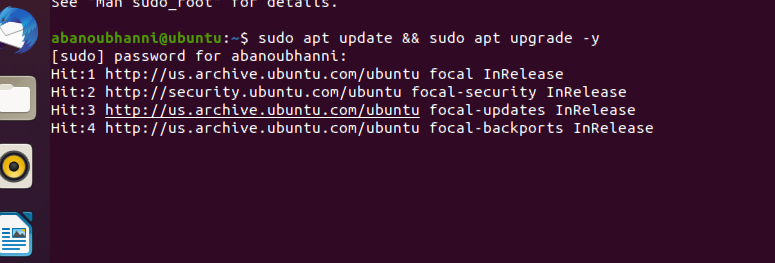 See "man sudo_root" for details.
abanoubhanni@ubuntu:~$ sudo apt update && sudo apt upgrade -y
[sudo] password for abanoubhanni:
Hit:1 http://us.archive.ubuntu.com/ubuntu focal InRelease
Hit:2 http://security.ubuntu.com/ubuntu focal-security InRelease
Hit:3 http://us.archive.ubuntu.com/ubuntu focal-updates InRelease
Hit:4 http://us.archive.ubuntu.com/ubuntu focal-backports InRelease